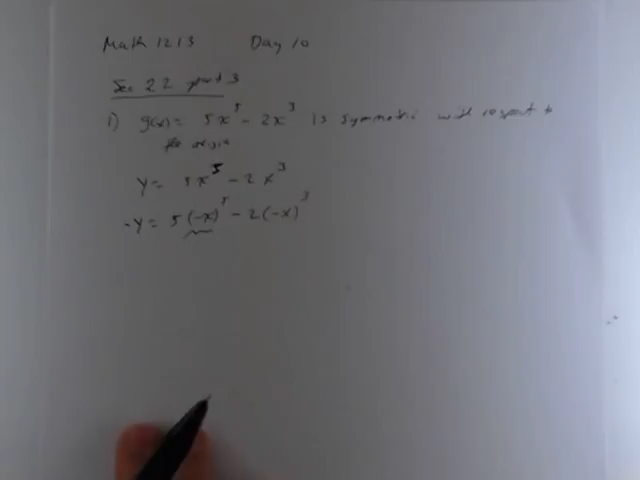 Math 1213 Day 10
Sec 2.2 part 3
1) g(x) = 5x^5 - 2x^3 is symmetric with respect to
the origin
y = 5x^5 - 2x^3
-y = 5(-x)^5 - 2(-x)^3